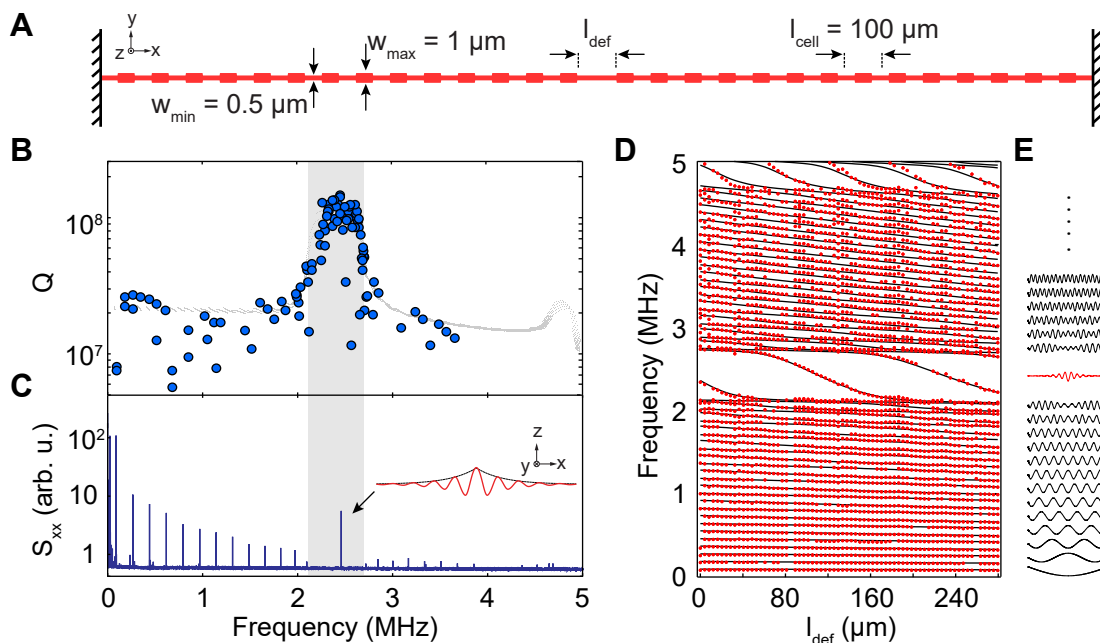 A
y
z x
w_max = 1 µm
l_def
l_cell = 100 µm
w_min = 0.5 µm
B
Q
10^8
10^7
C
S_xx (arb. u.)
10^2
10
1
z
y x
0 1 2 3 4 5
Frequency (MHz)
D
Frequency (MHz)
5
4
3
2
1
0
0 80 160 240
l_def (µm)
E